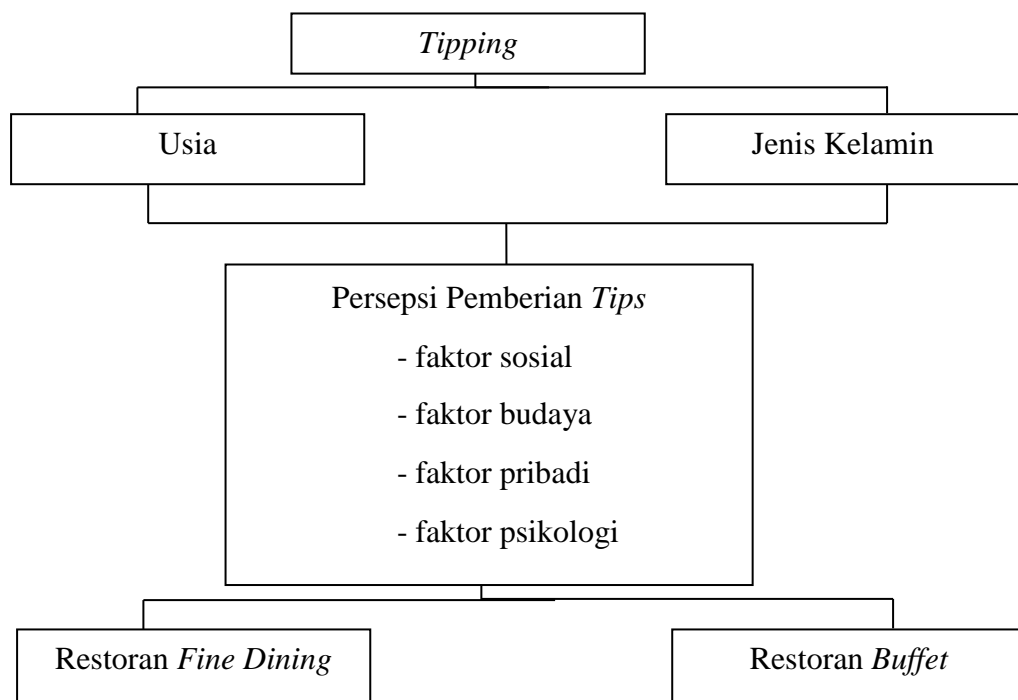 Tipping
Usia
Jenis Kelamin
Persepsi Pemberian Tips
- faktor sosial
- faktor budaya
- faktor pribadi
- faktor psikologi
Restoran Fine Dining
Restoran Buffet